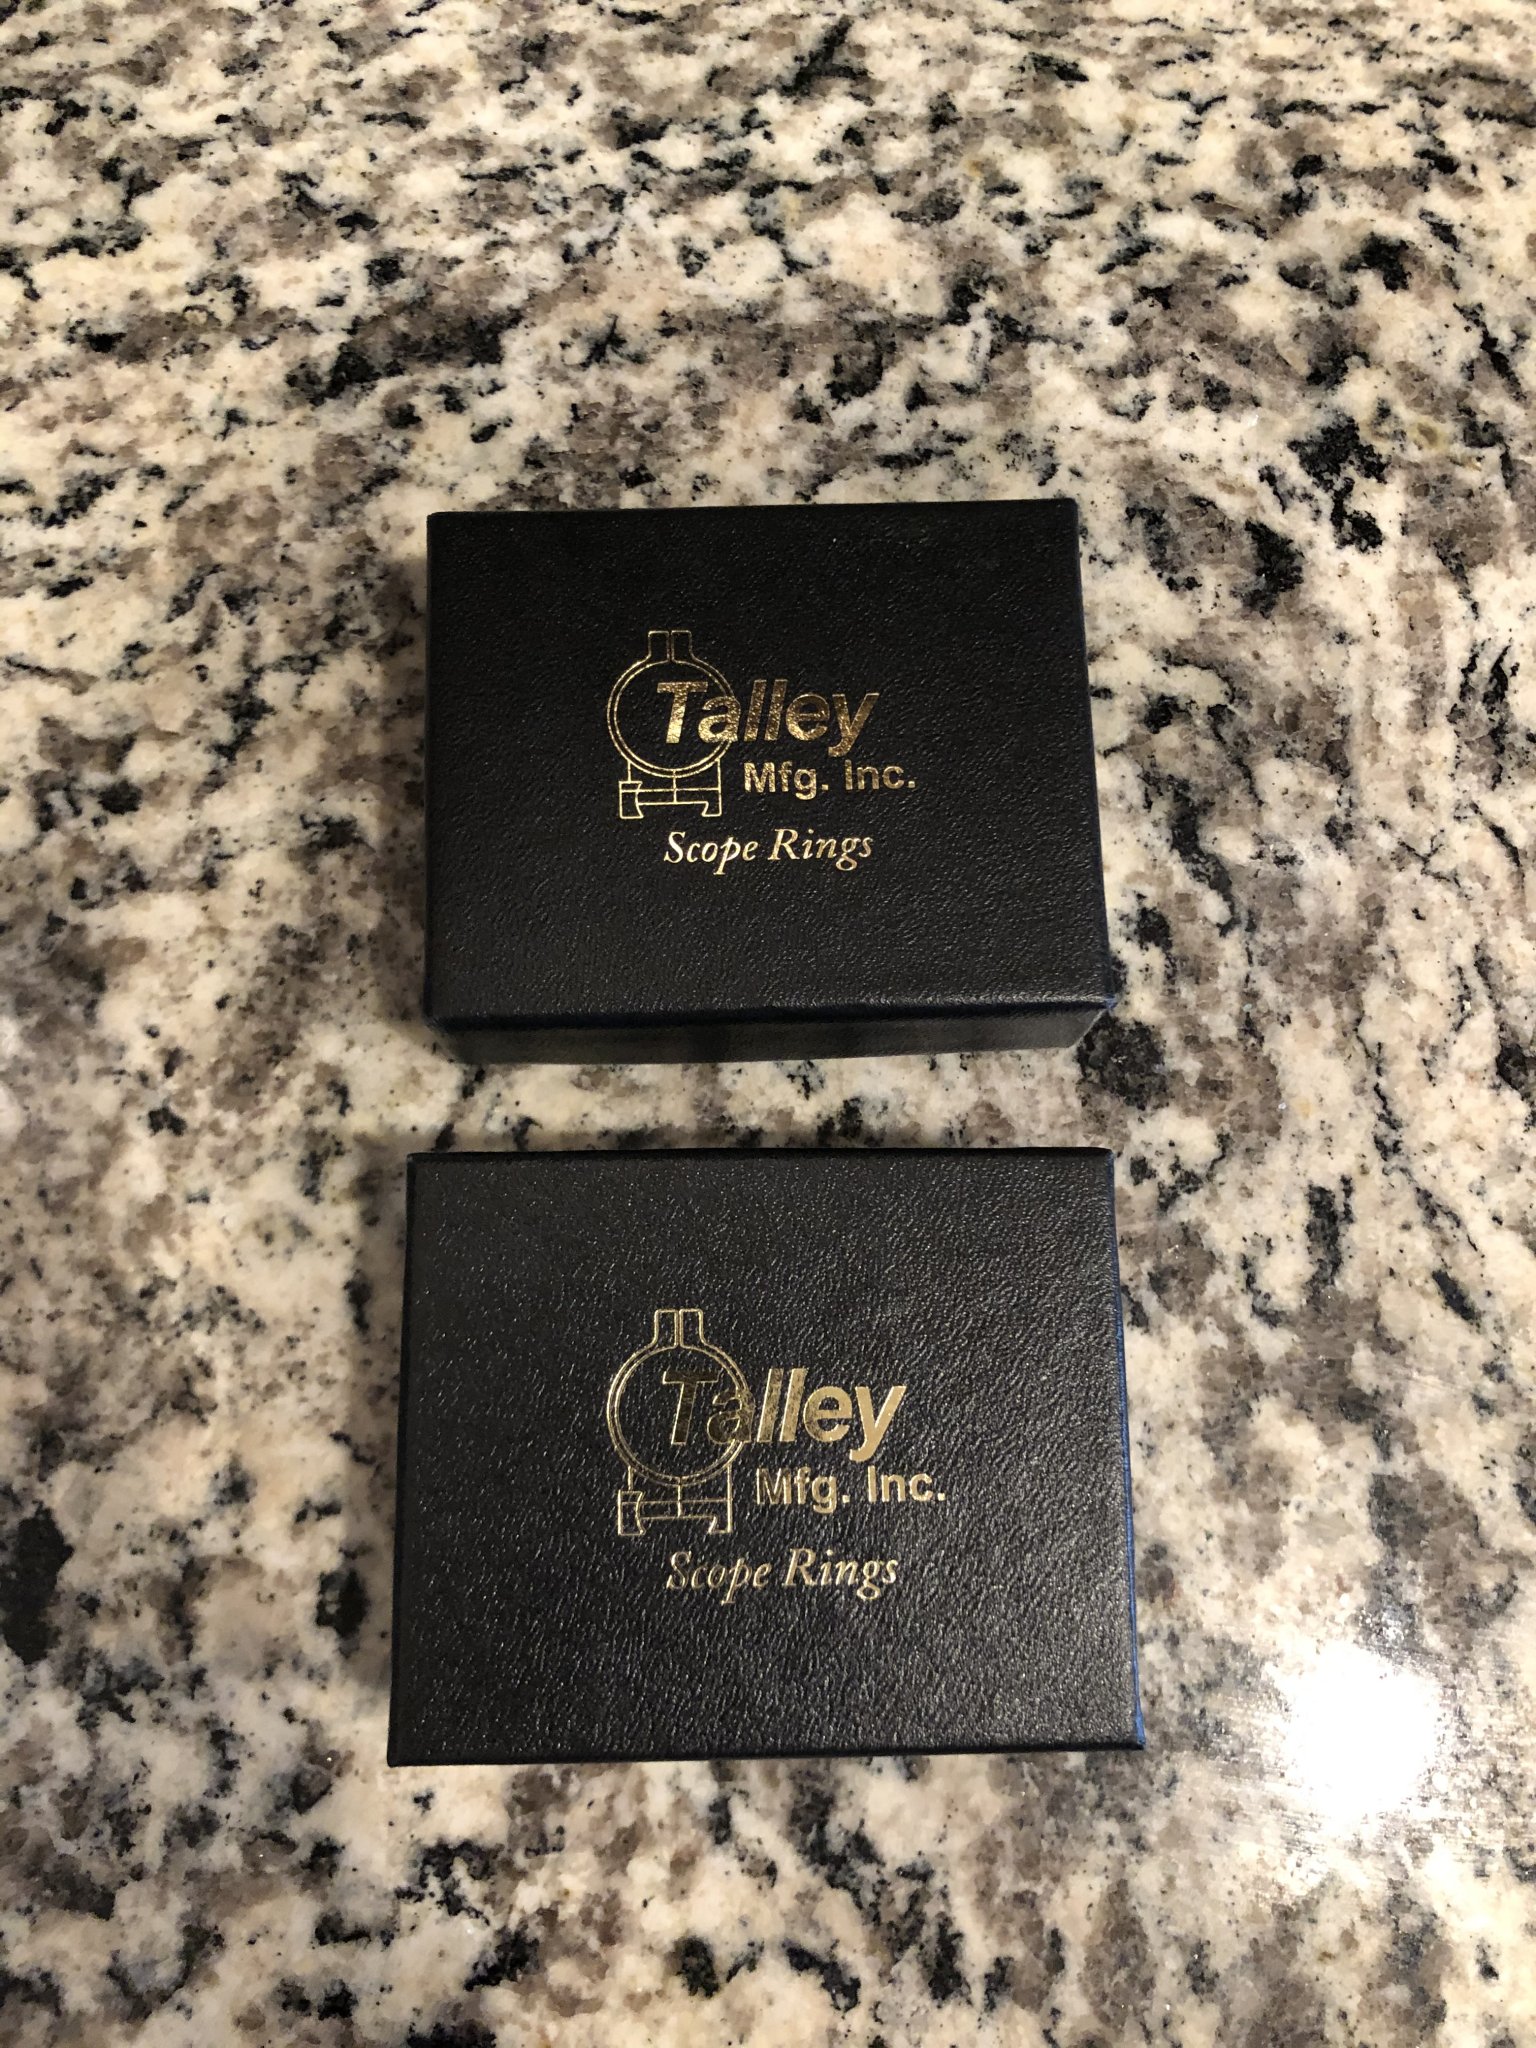 Talley
Mfg. Inc.
Scope Rings
Talley
Mfg. Inc.
Scope Rings